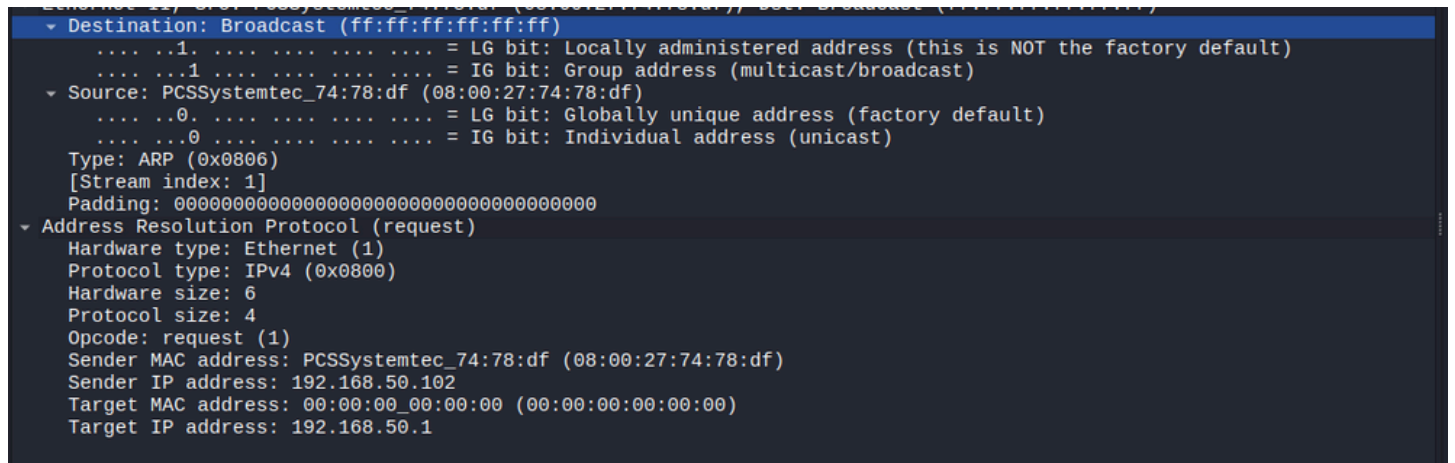 Destination: Broadcast (ff:ff:ff:ff:ff:ff)
.... ..1. .... .... .... .... = LG bit: Locally administered address (this is NOT the factory default)
.... ...1 .... .... .... .... = IG bit: Group address (multicast/broadcast)
Source: PCSSystemtec_74:78:df (08:00:27:74:78:df)
.... ..0. .... .... .... .... = LG bit: Globally unique address (factory default)
.... ...0 .... .... .... .... = IG bit: Individual address (unicast)
Type: ARP (0x0806)
[Stream index: 1]
Padding: 000000000000000000000000000000000000
Address Resolution Protocol (request)
Hardware type: Ethernet (1)
Protocol type: IPv4 (0x0800)
Hardware size: 6
Protocol size: 4
Opcode: request (1)
Sender MAC address: PCSSystemtec_74:78:df (08:00:27:74:78:df)
Sender IP address: 192.168.50.102
Target MAC address: 00:00:00_00:00:00 (00:00:00:00:00:00)
Target IP address: 192.168.50.1